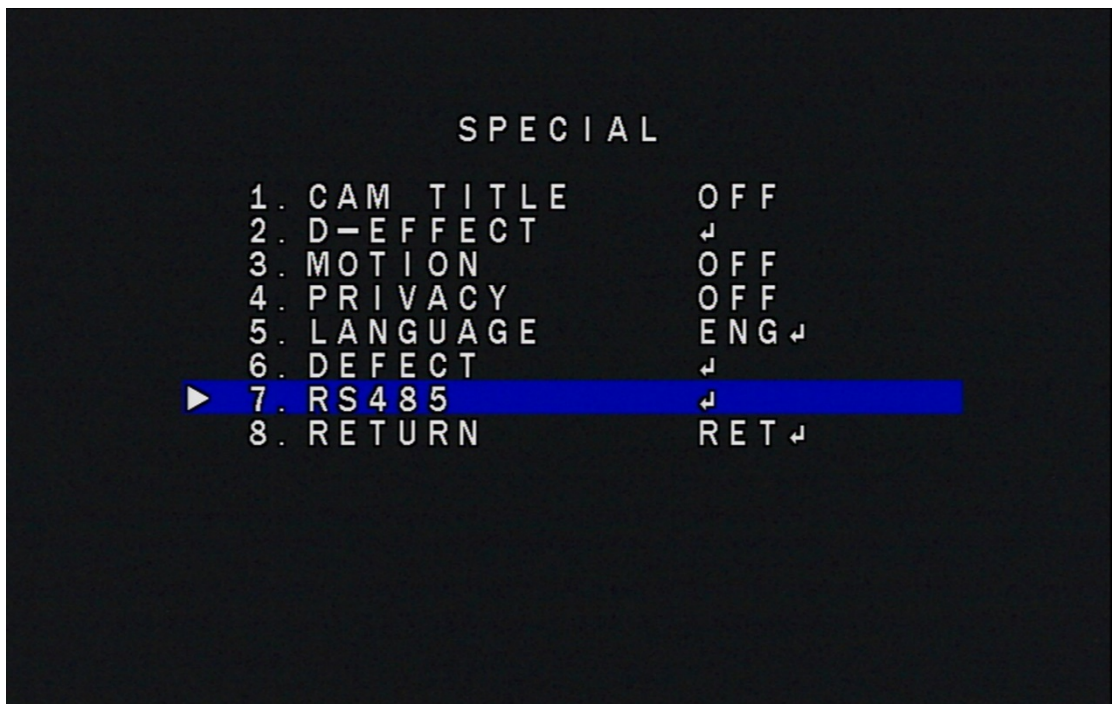 SPECIAL
1. CAM TITLE OFF
2. D-EFFECT ↲
3. MOTION OFF
4. PRIVACY OFF
5. LANGUAGE ENG↲
6. DEFECT ↲
7. RS485 ↲
8. RETURN RET↲